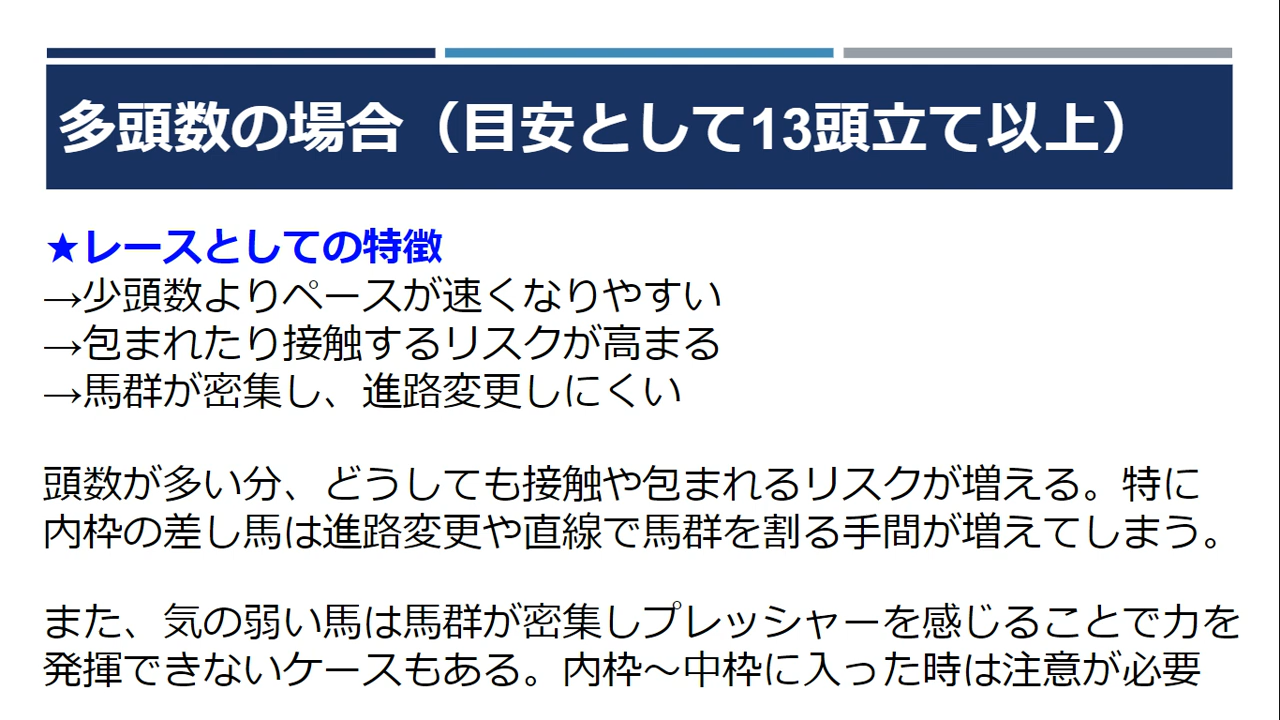 多頭数の場合（目安として13頭立て以上）
★レースとしての特徴
→少頭数よりペースが速くなりやすい
→包まれたり接触するリスクが高まる
→馬群が密集し、進路変更しにくい
頭数が多い分、どうしても接触や包まれるリスクが増える。特に
内枠の差し馬は進路変更や直線で馬群を割る手間が増えてしまう。
また、気の弱い馬は馬群が密集しプレッシャーを感じることで力を
発揮できないケースもある。内枠～中枠に入った時は注意が必要